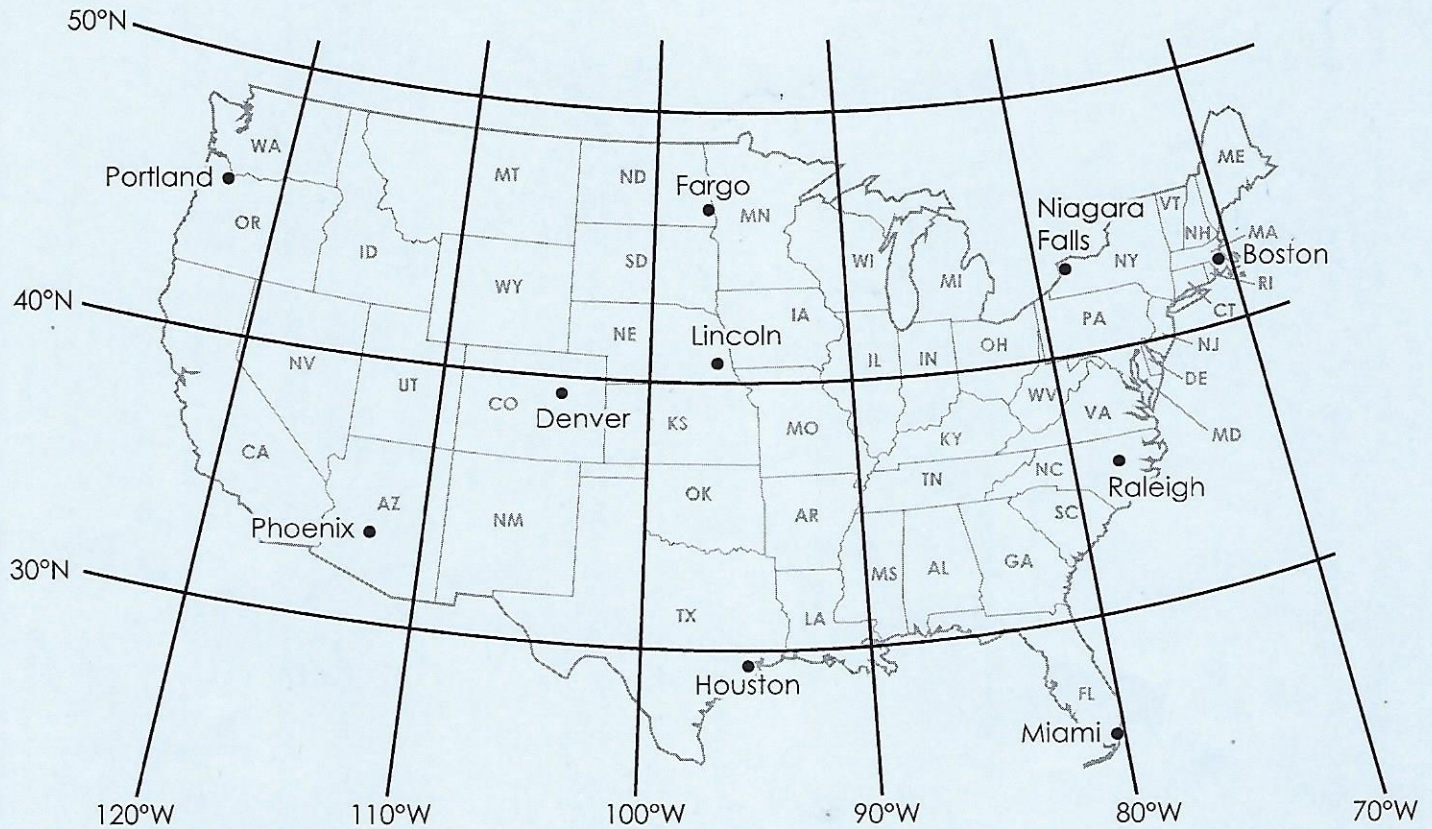 50°N
WA
ME
Portland
MT
ND
Fargo
MN
VT
Niagara
Falls
OR
NH
MA
ID
SD
WI
NY
Boston
WY
MI
RI
40°N
IA
PA
CT
NE
Lincoln
NV
IL
IN
OH
NJ
UT
DE
CO
WV
Denver
KS
MO
VA
KY
MD
CA
TN
NC
OK
Raleigh
AZ
NM
AR
SC
Phoenix
30°N
MS
AL
GA
TX
LA
Houston
FL
Miami
120°W
110°W
100°W
90°W
80°W
70°W